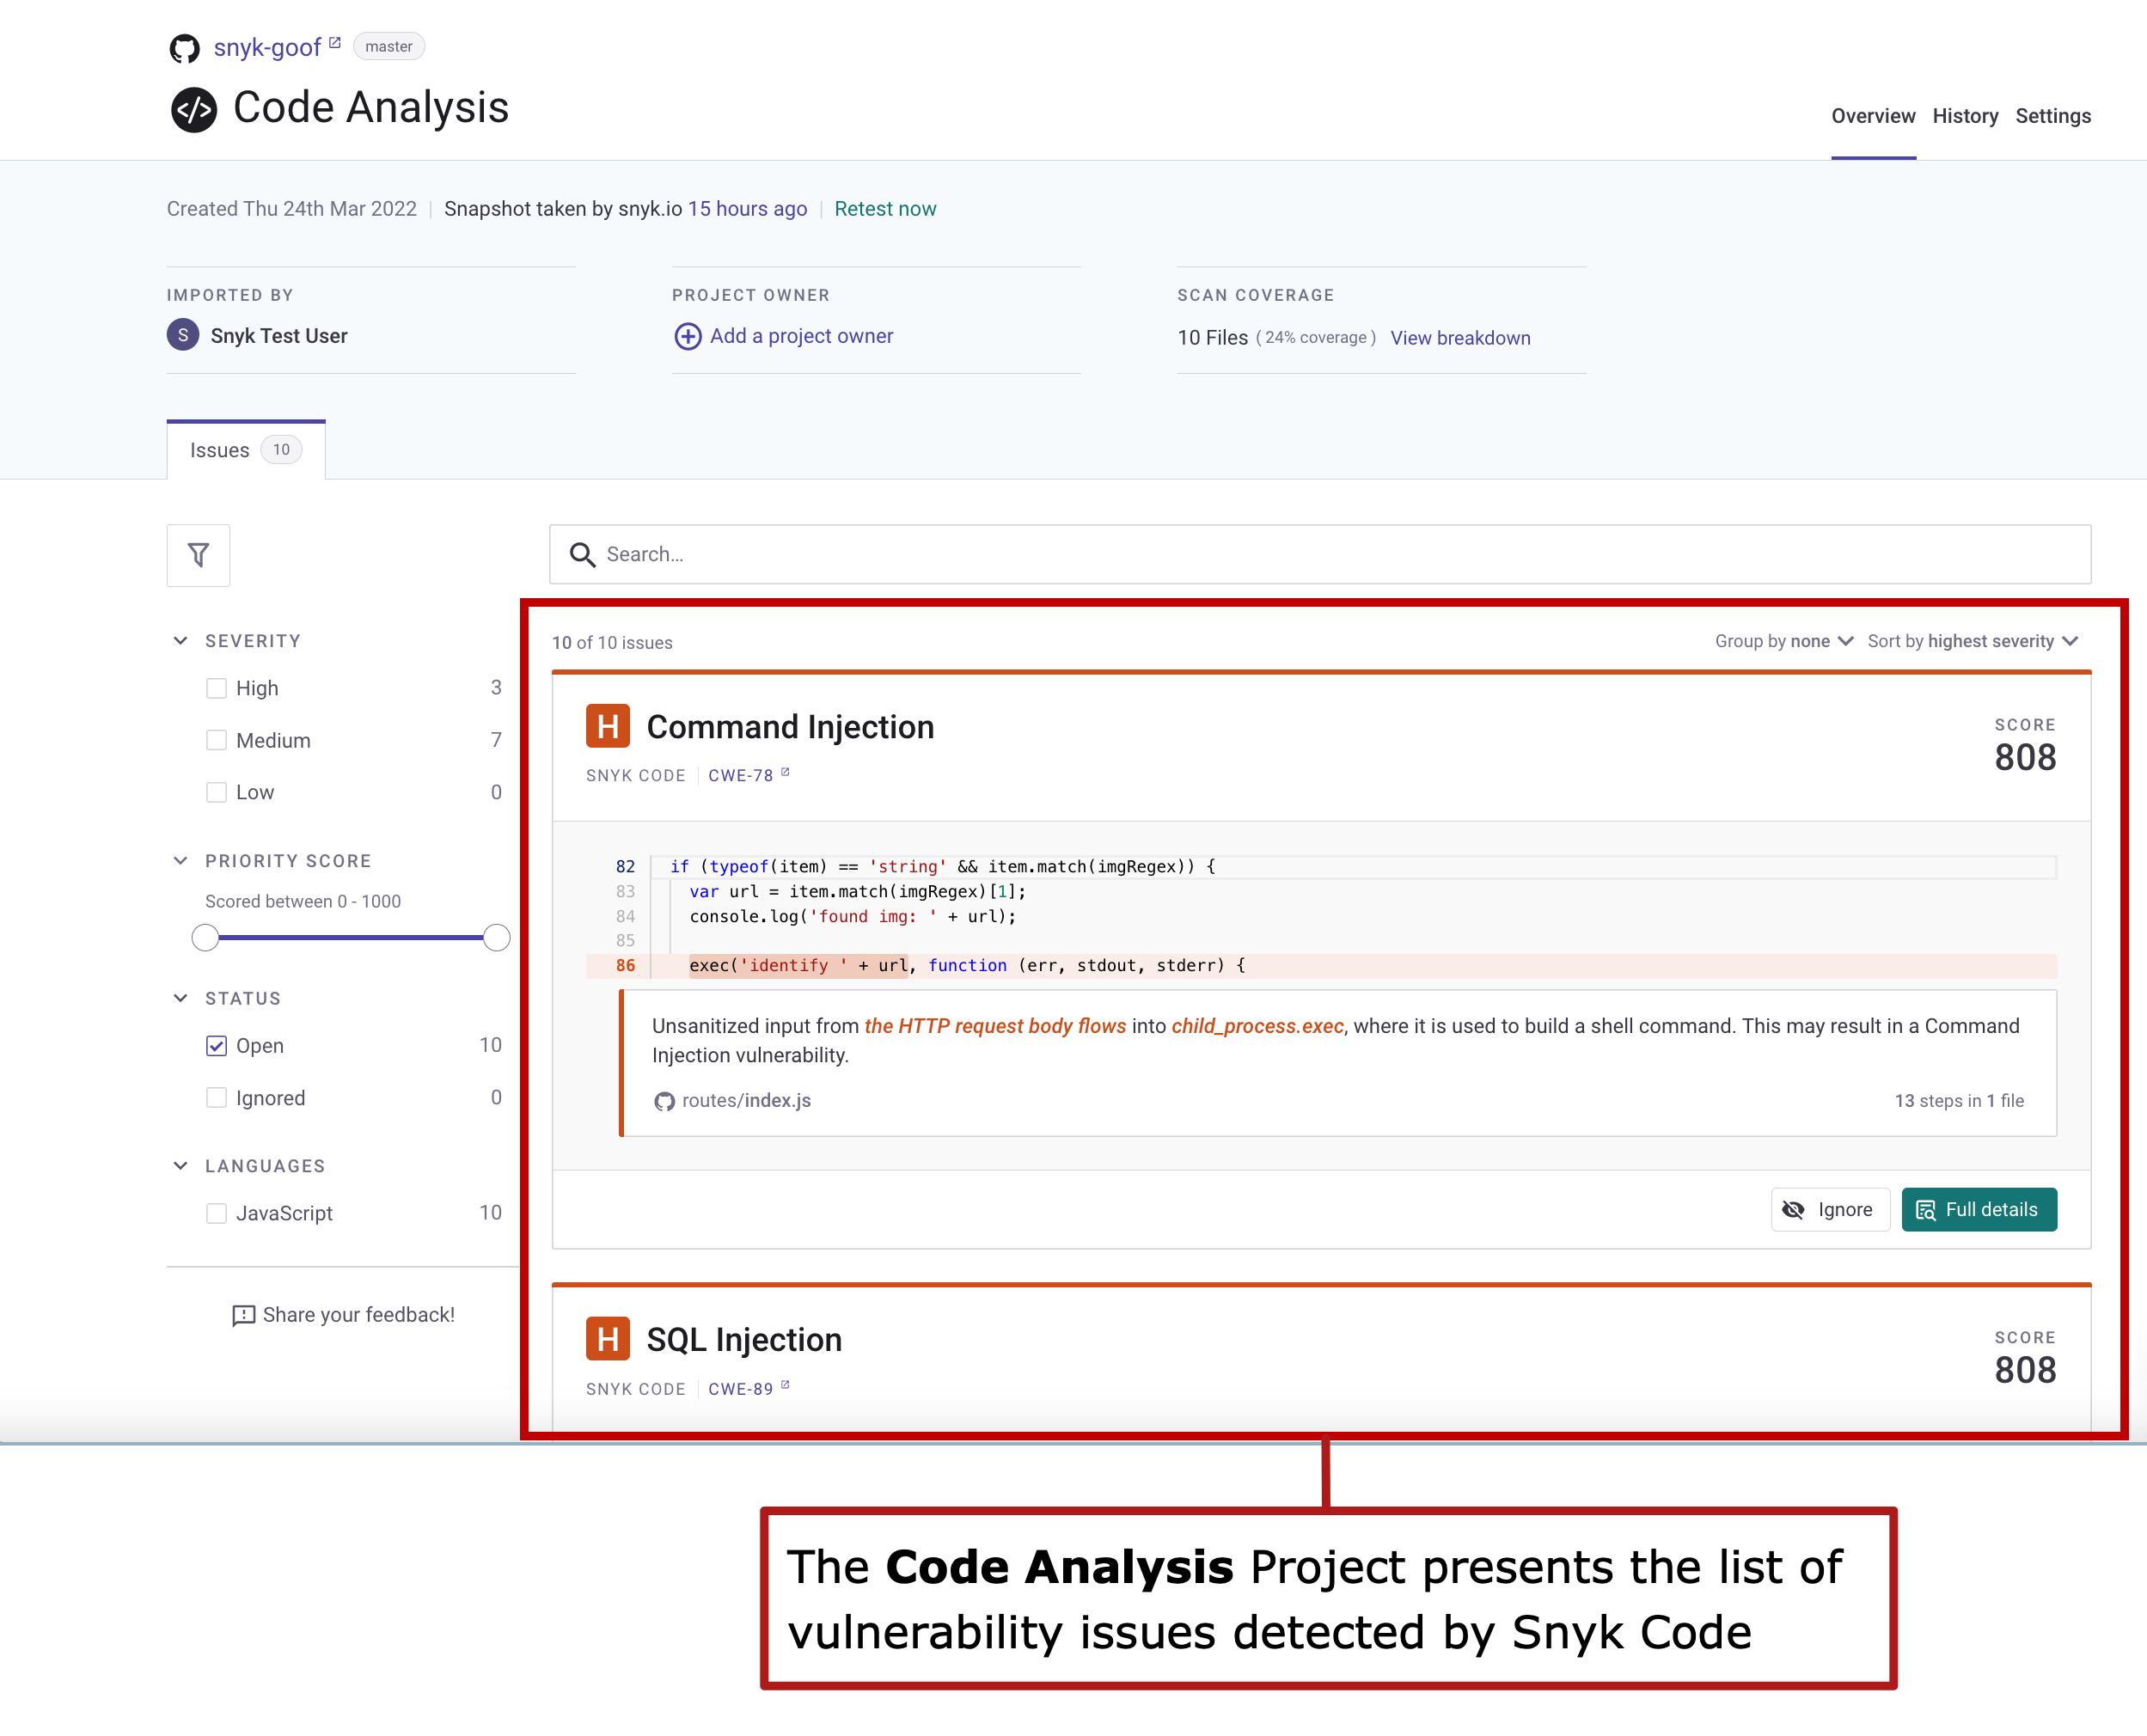 snyk-goof master
Code Analysis
Overview History Settings
Created Thu 24th Mar 2022 | Snapshot taken by snyk.io 15 hours ago | Retest now
IMPORTED BY
S Snyk Test User
PROJECT OWNER
Add a project owner
SCAN COVERAGE
10 Files ( 24% coverage ) View breakdown
Issues 10
SEVERITY
High 3
Medium 7
Low 0
PRIORITY SCORE
Scored between 0 - 1000
STATUS
Open 10
Ignored 0
LANGUAGES
JavaScript 10
Share your feedback!
Search...
10 of 10 issues
Group by none Sort by highest severity
H Command Injection
SNYK CODE | CWE-78
SCORE
808
82 if (typeof(item) == 'string' && item.match(imgRegex)) {
83 var url = item.match(imgRegex)[1];
84 console.log('found img: ' + url);
85
86 exec('identify ' + url, function (err, stdout, stderr) {
Unsanitized input from the HTTP request body flows into child_process.exec, where it is used to build a shell command. This may result in a Command
Injection vulnerability.
routes/index.js
13 steps in 1 file
Ignore
Full details
H SQL Injection
SNYK CODE | CWE-89
SCORE
808
The Code Analysis Project presents the list of
vulnerability issues detected by Snyk Code